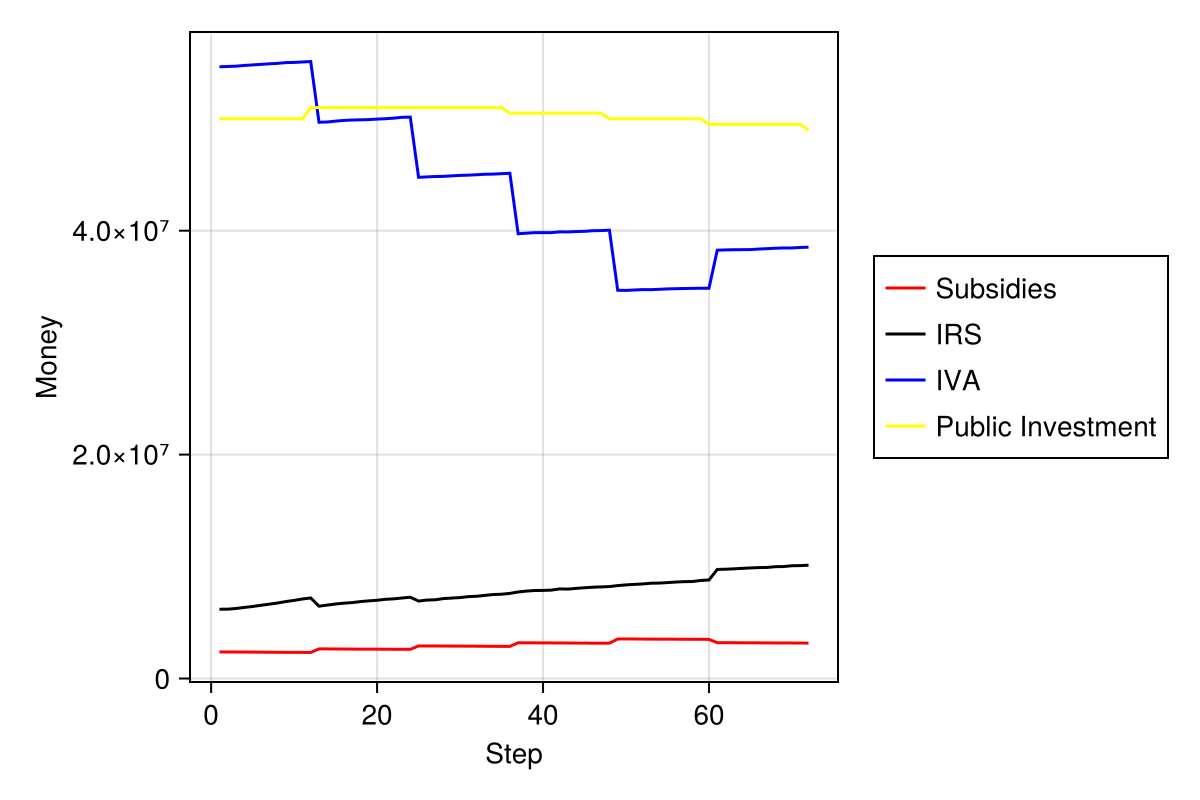 4.0×10⁷
2.0×10⁷
0
Money
0 20 40 60
Step
Subsidies
IRS
IVA
Public Investment